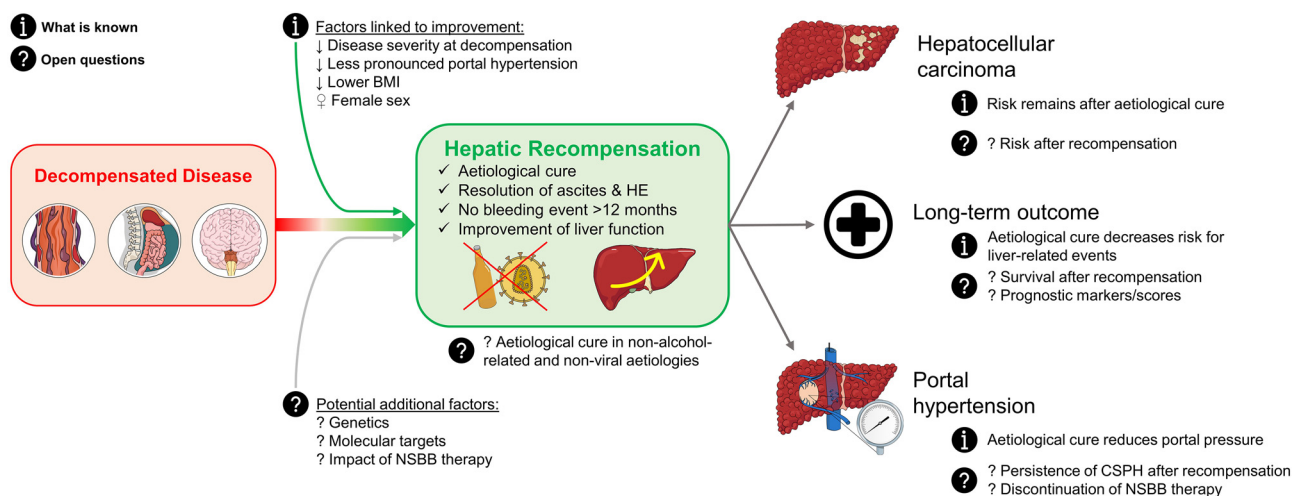 What is known
Open questions
Factors linked to improvement:
↓ Disease severity at decompensation
↓ Less pronounced portal hypertension
↓ Lower BMI
♀ Female sex
Decompensated Disease
Hepatic Recompensation
✓ Aetiological cure
✓ Resolution of ascites & HE
✓ No bleeding event >12 months
✓ Improvement of liver function
? Aetiological cure in non-alcohol-
related and non-viral aetiologies
Potential additional factors:
? Genetics
? Molecular targets
? Impact of NSBB therapy
Hepatocellular
carcinoma
Risk remains after aetiological cure
? Risk after recompensation
Long-term outcome
Aetiological cure decreases risk for
liver-related events
? Survival after recompensation
? Prognostic markers/scores
Portal
hypertension
Aetiological cure reduces portal pressure
? Persistence of CSPH after recompensation
? Discontinuation of NSBB therapy